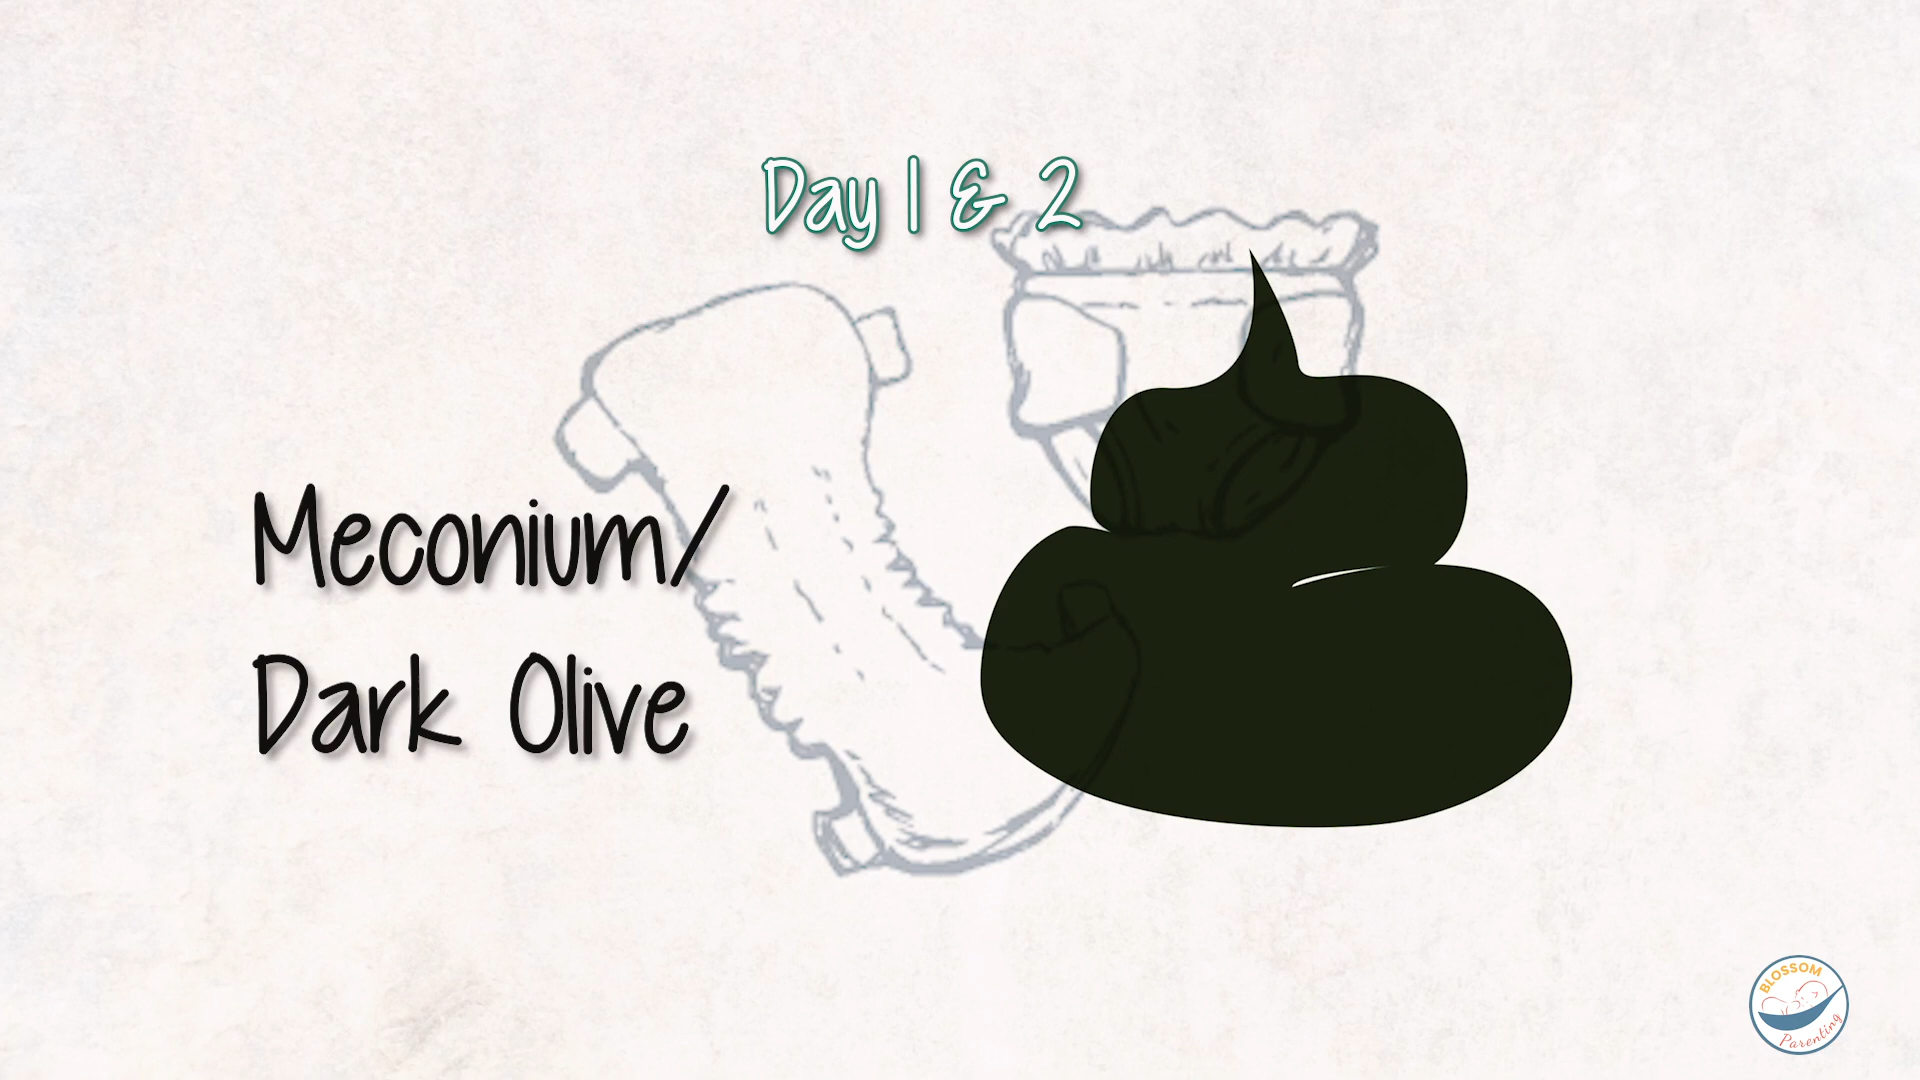 Day 1 & 2
Meconium/
Dark Olive
BLOSSOM
Parenting